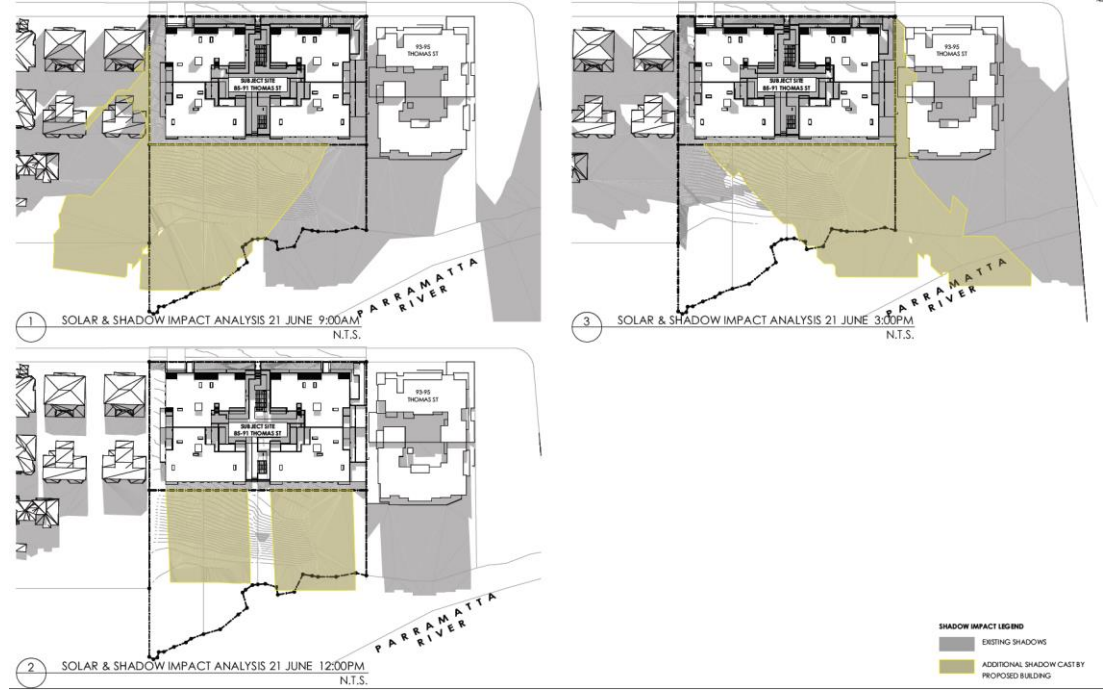 93-95
THOMAS ST
SUBJECT SITE
85-91 THOMAS ST
PARRAMATTA
RIVER
1
SOLAR & SHADOW IMPACT ANALYSIS 21 JUNE 9:00AM
N.T.S.
93-95
THOMAS ST
SUBJECT SITE
85-91 THOMAS ST
PARRAMATTA
RIVER
3
SOLAR & SHADOW IMPACT ANALYSIS 21 JUNE 3:00PM
N.T.S.
93-95
THOMAS ST
SUBJECT SITE
85-91 THOMAS ST
PARRAMATTA
RIVER
2
SOLAR & SHADOW IMPACT ANALYSIS 21 JUNE 12:00PM
N.T.S.
SHADOW IMPACT LEGEND
EXISTING SHADOWS
ADDITIONAL SHADOW CAST BY
PROPOSED BUILDING